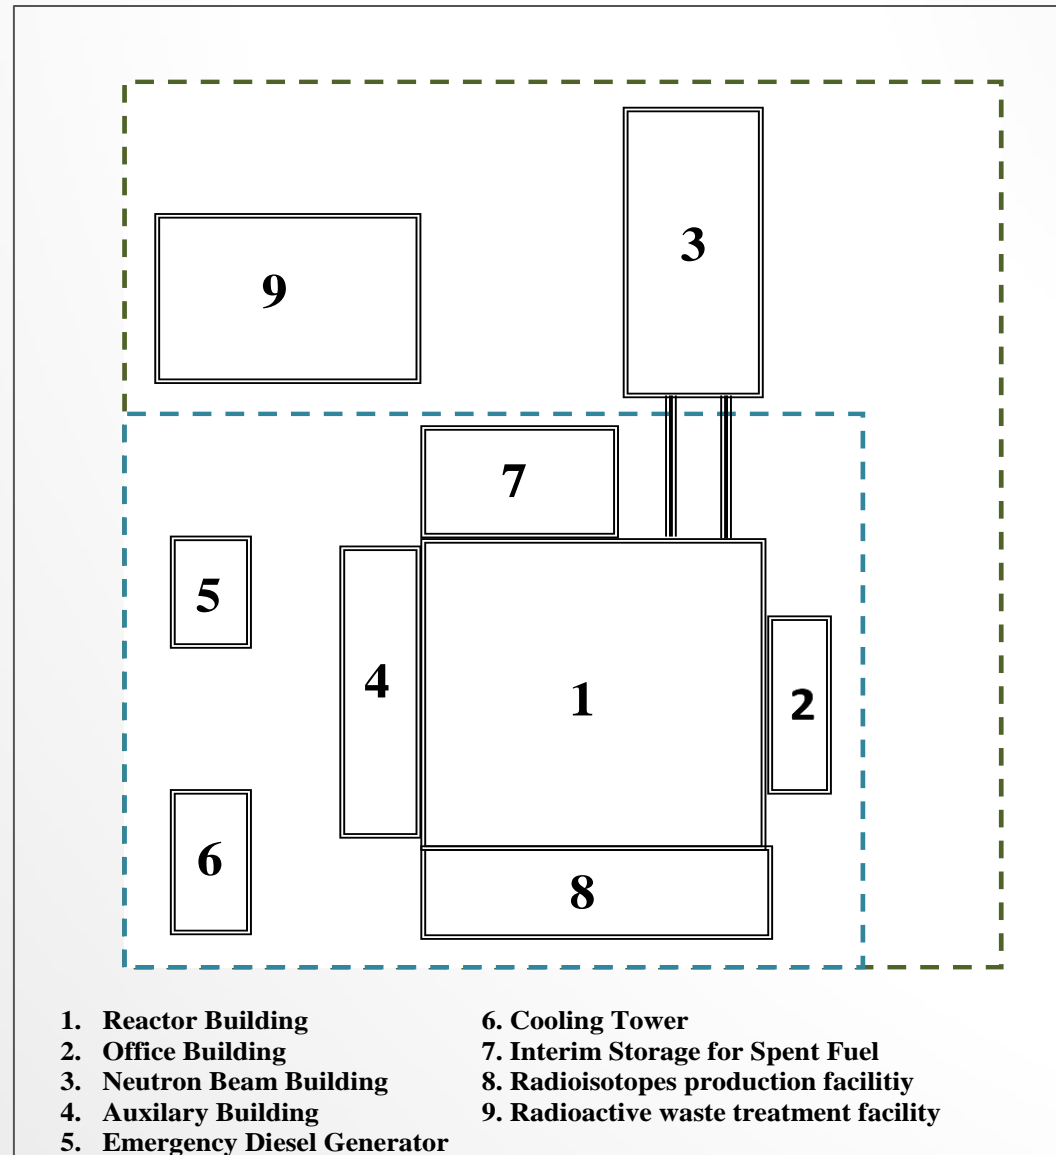 3
9
7
5
4
1
2
6
8
1. Reactor Building
2. Office Building
3. Neutron Beam Building
4. Auxilary Building
5. Emergency Diesel Generator
6. Cooling Tower
7. Interim Storage for Spent Fuel
8. Radioisotopes production facilitiy
9. Radioactive waste treatment facility